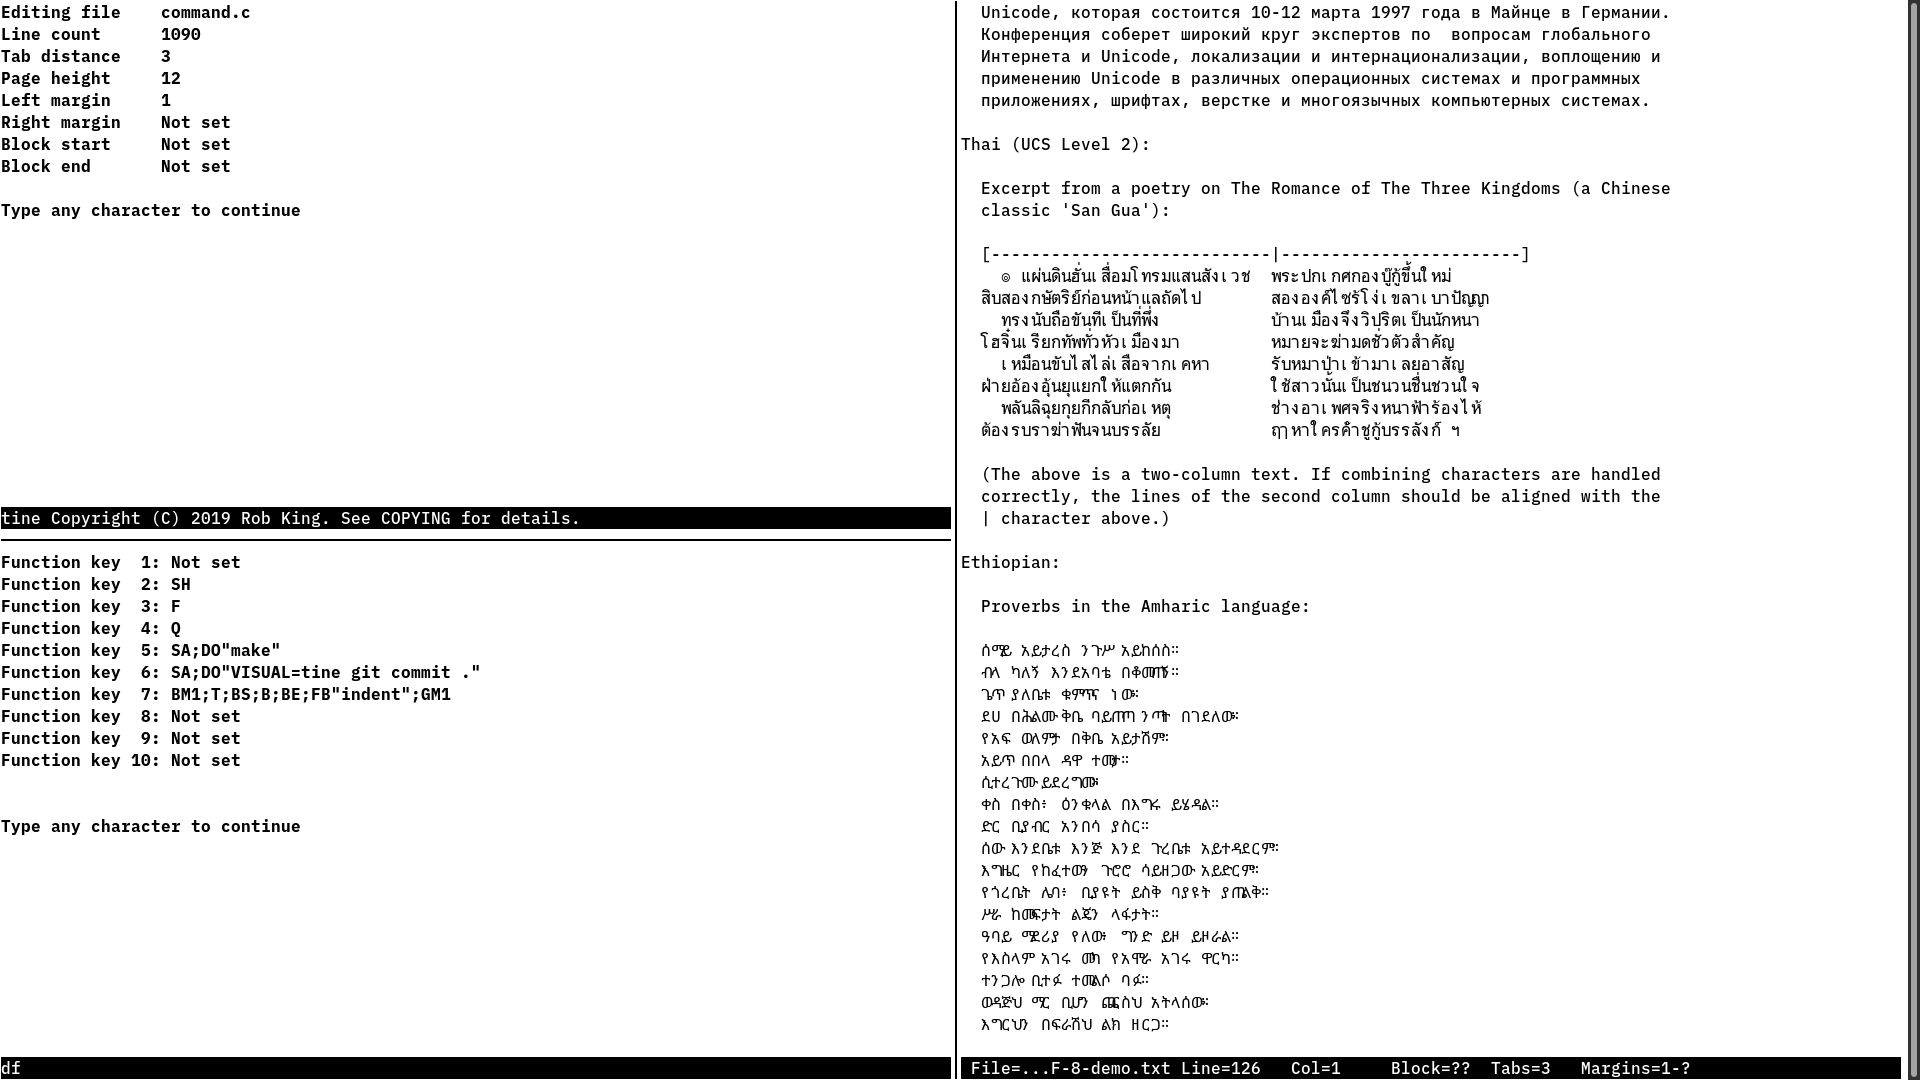 Editing file    command.c
Line count      1090
Tab distance    3
Page height     12
Left margin     1
Right margin    Not set
Block start     Not set
Block end       Not set
Type any character to continue
tine Copyright (C) 2019 Rob King. See COPYING for details.
Function key  1: Not set
Function key  2: SH
Function key  3: F
Function key  4: Q
Function key  5: SA;DO"make"
Function key  6: SA;DO"VISUAL=tine git commit ."
Function key  7: BM1;T;BS;B;BE;FB"indent";GM1
Function key  8: Not set
Function key  9: Not set
Function key 10: Not set
Type any character to continue
df
Unicode, которая состоится 10-12 марта 1997 года в Майнце в Германии.
Конференция соберет широкий круг экспертов по  вопросам глобального
Интернета и Unicode, локализации и интернационализации, воплощению и
применению Unicode в различных операционных системах и программных
приложениях, шрифтах, верстке и многоязычных компьютерных системах.
Thai (UCS Level 2):
Excerpt from a poetry on The Romance of The Three Kingdoms (a Chinese
classic 'San Gua'):
[----------------------------|------------------------]
๏ แผ่นดินฮั่นเสื่อมโทรมแสนสังเวช  พระปกเกศกองบู๊กู้ขึ้นใหม่
สิบสองกษัตริย์ก่อนหน้าแลถัดไป       สององค์ไซร้โง่เขลาเบาปัญญา
ทรงนับถือขันทีเป็นที่พึ่ง           บ้านเมืองจึงวิปริตเป็นนักหนา
โฮจิ๋นเรียกทัพทั่วหัวเมืองมา         หมายจะฆ่ามดชั่วตัวสำคัญ
เหมือนขับไสไล่เสือจากเคหา      รับหมาป่าเข้ามาเลยอาสัญ
ฝ่ายอ้องอุ้นยุแยกให้แตกกัน          ใช้สาวนั้นเป็นชนวนชื่นชวนใจ
พลันลิฉุยกุยกีกลับก่อเหตุ          ช่างอาเพศจริงหนาฟ้าร้องไห้
ต้องรบราฆ่าฟันจนบรรลัย           ฤๅหาใครค้ำชูกู้บรรลังก์ ฯ
(The above is a two-column text. If combining characters are handled
correctly, the lines of the second column should be aligned with the
| character above.)
Ethiopian:
Proverbs in the Amharic language:
ሰማይ አይታረስ ንጉሥ አይከሰስ።
ብላ ካለኝ እንደአባቴ በቆመጠኝ።
ጌጥ ያለቤቱ ቁምጥና ነው።
ደሀ በሕልሙ ቅቤ ባይጠጣ ንጣት በገደለው።
የአፍ ወለምታ በቅቤ አይታሽም።
አይጥ በበላ ዳዋ ተመታ።
ሲተረጉሙ ይደረግሙ።
ቀስ በቀስ፥ ዕንቁላል በእግሩ ይሄዳል።
ድር ቢያብር አንበሳ ያስር።
ሰው እንደቤቱ እንጅ እንደ ጉረቤቱ አይተዳደርም።
እግዜር የከፈተውን ጉሮሮ ሳይዘጋው አይድርም።
የጎረቤት ሌባ፥ ቢያዩት ይስቅ ባያዩት ያጠልቅ።
ሥራ ከመፍታት ልጄን ላፋታት።
ዓባይ ማደሪያ የለው፥ ግንድ ይዞ ይዞራል።
የእስላም አገሩ መካ የአሞራ አገሩ ዋርካ።
ተንጋሎ ቢተፉ ተመልሶ ባፉ።
ወዳጅህ ማር ቢሆን ጨርስህ አትላሰው።
እግርህን በፍራሽህ ልክ ዘርጋ።
File=...F-8-demo.txt Line=126   Col=1     Block=??  Tabs=3   Margins=1-?